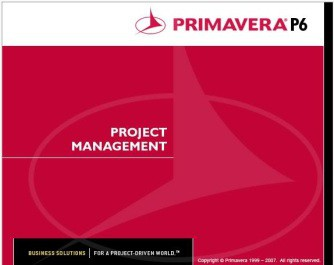 PRIMAVERA® P6
PROJECT
MANAGEMENT
BUSINESS SOLUTIONS | FOR A PROJECT-DRIVEN WORLD.™
Copyright © Primavera 1999 – 2007. All rights reserved.